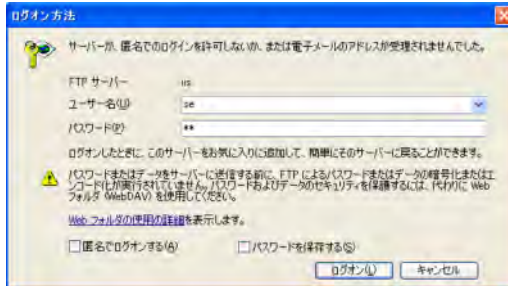 ログオン方法
サーバーが、匿名でのログインを許可しないか、または電子メールのアドレスが受理されませんでした。
FTP サーバー
us
ユーザー名(U)
se
パスワード(P)
**
ログオンしたときに、このサーバーをお気に入りに追加して、簡単にそのサーバーに戻ることができます。
パスワードまたはデータをサーバーに送信する前に、FTP によるパスワードまたはデータの暗号化またはエ
ンコード化が実行されていません。パスワードおよびデータのセキュリティを保護するには、代わりに Web
フォルダ (WebDAV) を使用してください。
Web フォルダの使用の詳細を表示します。
匿名でログオンする(A)
パスワードを保存する(S)
ログオン(L)
キャンセル